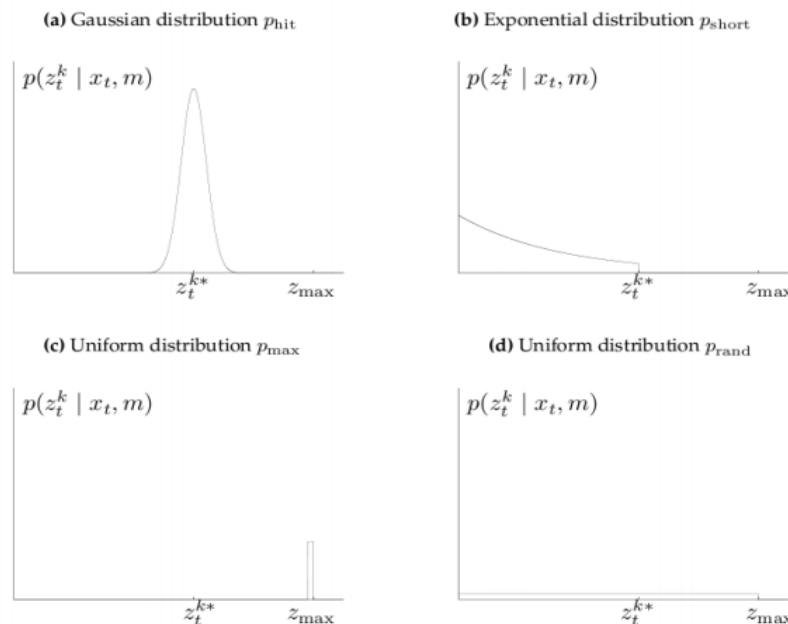 (a) Gaussian distribution p_hit
(b) Exponential distribution p_short
p(z_t^k | x_t, m)
p(z_t^k | x_t, m)
z_t^{k*} z_max
z_t^{k*} z_max
(c) Uniform distribution p_max
(d) Uniform distribution p_rand
p(z_t^k | x_t, m)
p(z_t^k | x_t, m)
z_t^{k*} z_max
z_t^{k*} z_max